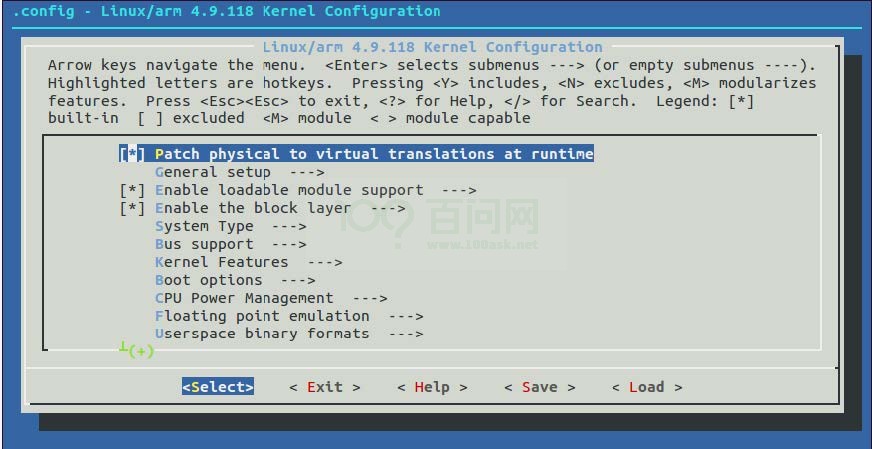 .config - Linux/arm 4.9.118 Kernel Configuration
Linux/arm 4.9.118 Kernel Configuration
Arrow keys navigate the menu.  <Enter> selects submenus ---> (or empty submenus ----).
Highlighted letters are hotkeys.  Pressing <Y> includes, <N> excludes, <M> modularizes
features.  Press <Esc><Esc> to exit, <?> for Help, </> for Search.  Legend: [*]
built-in  [ ] excluded  <M> module  < > module capable
[*] Patch physical to virtual translations at runtime
General setup  --->
[*] Enable loadable module support  --->
[*] Enable the block layer  --->
System Type  --->
Bus support  --->
Kernel Features  --->
Boot options  --->
CPU Power Management  --->
Floating point emulation  --->
Userspace binary formats  --->
┴(+)
<Select>    < Exit >    < Help >    < Save >    < Load >
百问网
www.100ask.net